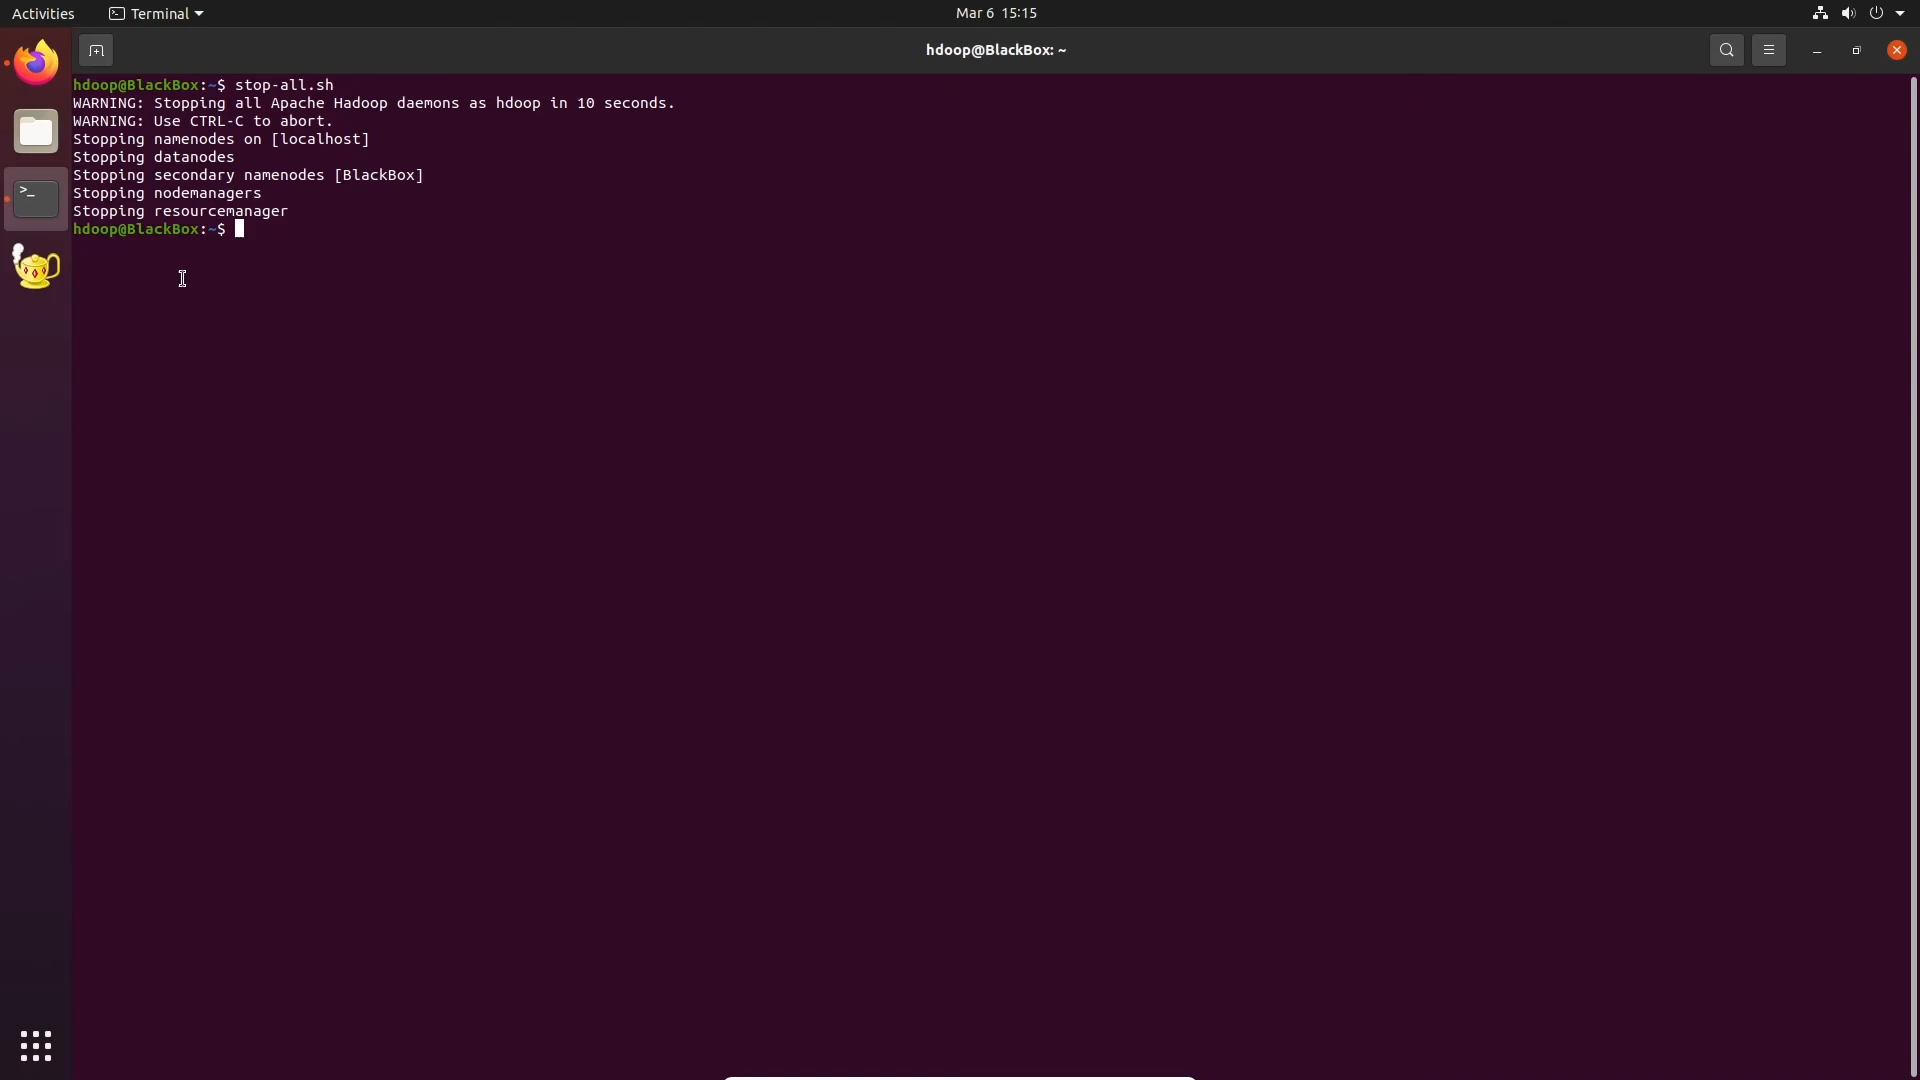 Activities
Terminal
Mar 6 15:15
hdoop@BlackBox: ~
hdoop@BlackBox:~$ stop-all.sh
WARNING: Stopping all Apache Hadoop daemons as hdoop in 10 seconds.
WARNING: Use CTRL-C to abort.
Stopping namenodes on [localhost]
Stopping datanodes
Stopping secondary namenodes [BlackBox]
Stopping nodemanagers
Stopping resourcemanager
hdoop@BlackBox:~$